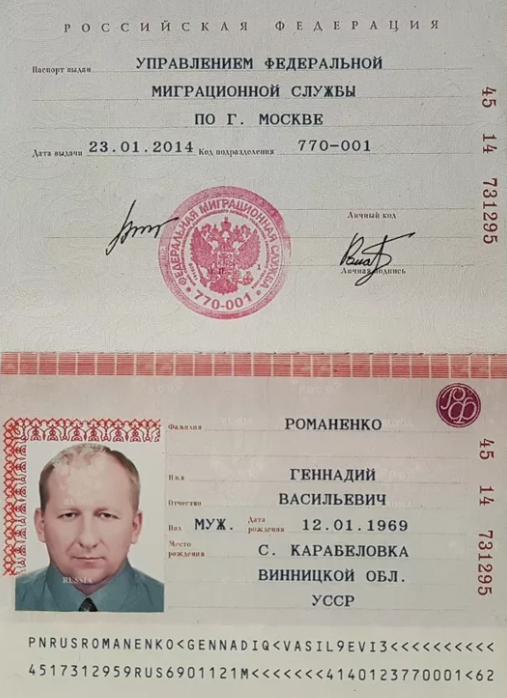 РОССИЙСКАЯ ФЕДЕРАЦИЯ
Паспорт выдан УПРАВЛЕНИЕМ ФЕДЕРАЛЬНОЙ
МИГРАЦИОННОЙ СЛУЖБЫ
ПО Г. МОСКВЕ
Дата выдачи 23.01.2014 Код подразделения 770-001
45 14 731295
Личный код
Личная подпись
ФЕДЕРАЛЬНАЯ МИГРАЦИОННАЯ СЛУЖБА
770-001
РФ
Фамилия РОМАНЕНКО
Имя ГЕННАДИЙ
Отчество ВАСИЛЬЕВИЧ
Пол МУЖ. Дата рождения 12.01.1969
Место рождения С. КАРАБЕЛОВКА
ВИННИЦКОЙ ОБЛ.
УССР
45 14 731295
RUSSIA
PNRUSROMANENKO<GENNADIQ<VASIL9EVI3<<<<<<<<<<
4517312959RUS6901121M<<<<<<<4140123770001<62